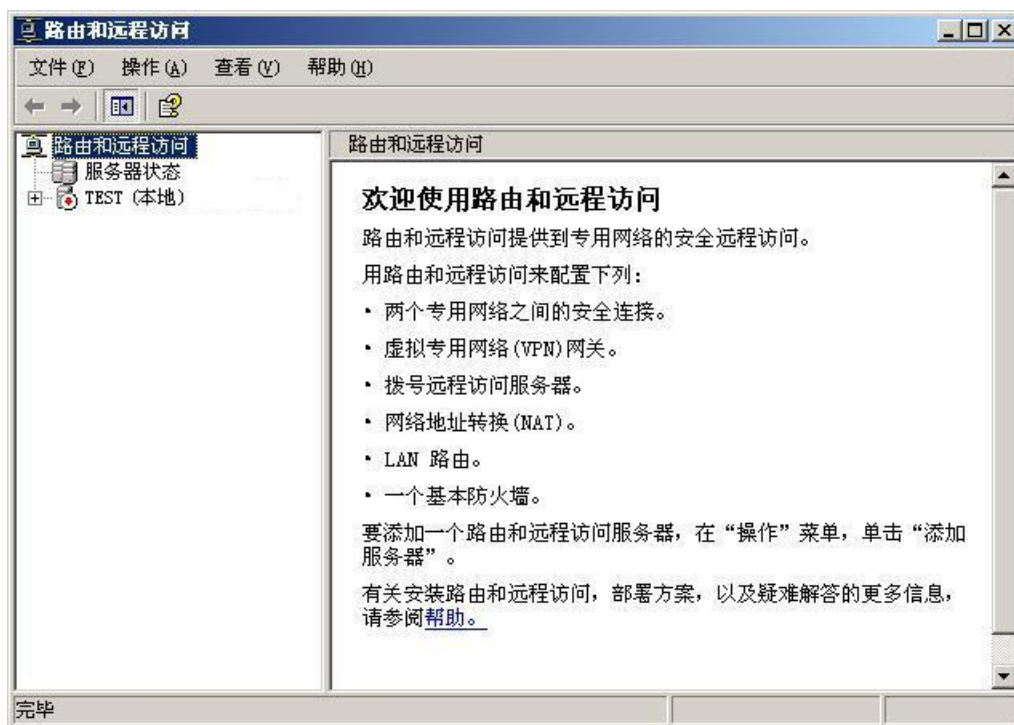 路由和远程访问
文件(F) 操作(A) 查看(V) 帮助(H)
路由和远程访问
服务器状态
TEST (本地)
路由和远程访问
欢迎使用路由和远程访问
路由和远程访问提供到专用网络的安全远程访问。
用路由和远程访问来配置下列:
• 两个专用网络之间的安全连接。
• 虚拟专用网络(VPN)网关。
• 拨号远程访问服务器。
• 网络地址转换(NAT)。
• LAN 路由。
• 一个基本防火墙。
要添加一个路由和远程访问服务器，在“操作”菜单，单击“添加
服务器”。
有关安装路由和远程访问，部署方案，以及疑难解答的更多信息，
请参阅帮助。
完毕